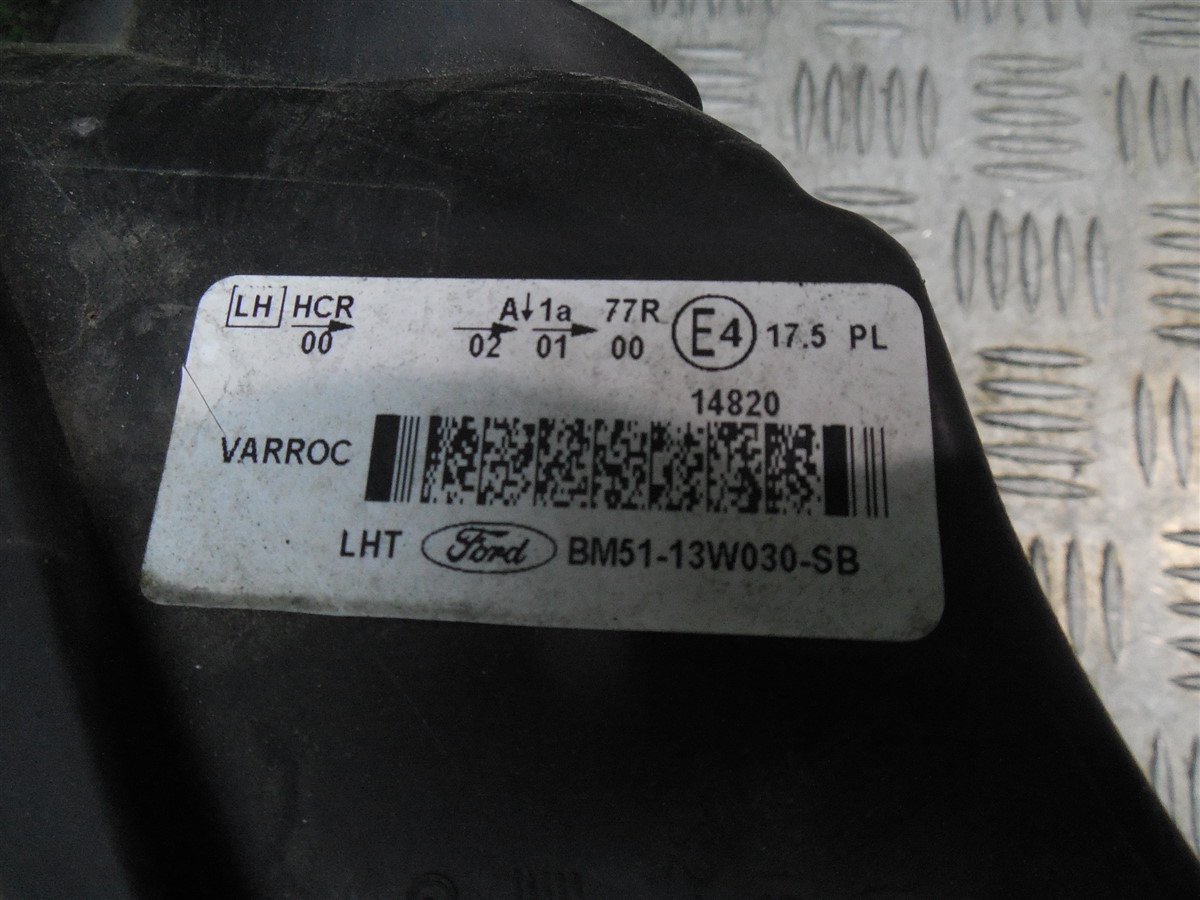 LH HCR A↓1a 77R E4 17.5 PL
00 02 01 00
14820
VARROC
LHT Ford BM51-13W030-SB